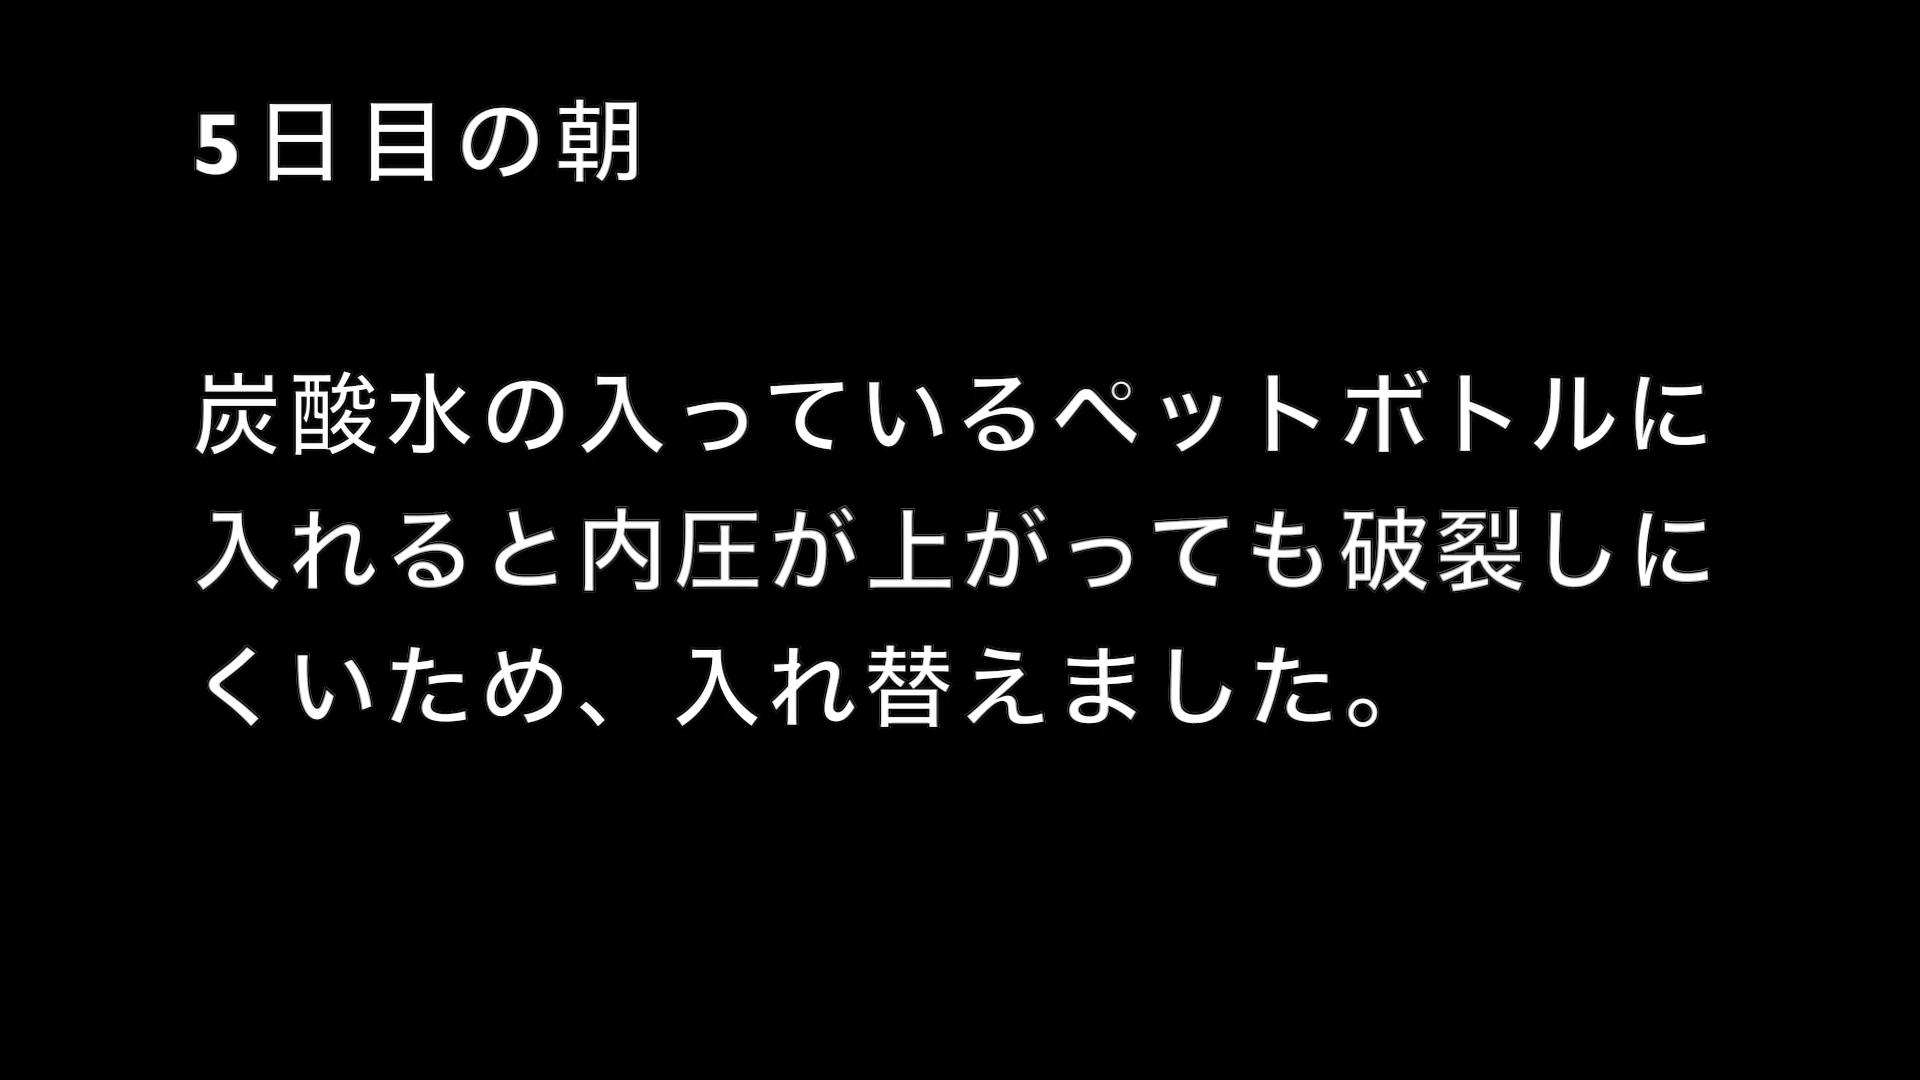 5日目の朝
炭酸水の入っているペットボトルに
入れると内圧が上がっても破裂しに
くいため、入れ替えました。